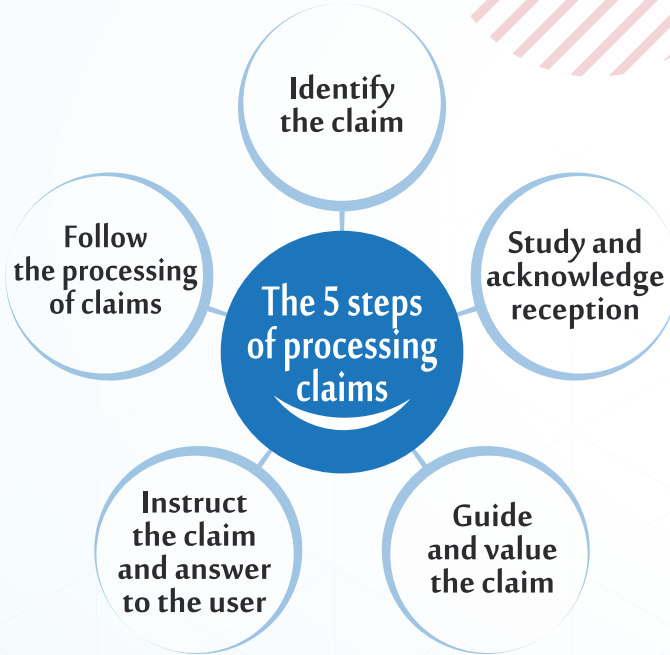 The 5 steps
of processing
claims
Identify
the claim
Study and
acknowledge
reception
Guide
and value
the claim
Instruct
the claim
and answer
to the user
Follow
the processing
of claims